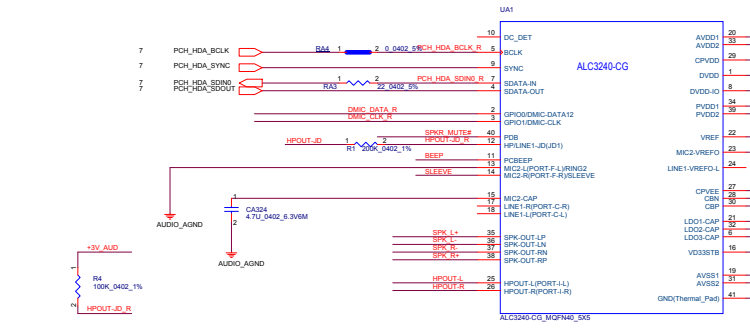 UA1
10 DC_DET AVDD1 20
AVDD2 33
7 PCH_HDA_BCLK RA4 1 2 0_0402_5% PCH_HDA_BCLK_R 5 BCLK
CPVDD 29
7 PCH_HDA_SYNC 9 SYNC ALC3240-CG
DVDD 1
7 PCH_HDA_SDIN0 1 2 PCH_HDA_SDIN0_R 7 SDATA-IN
7 PCH_HDA_SDOUT RA3 22_0402_5% 4 SDATA-OUT DVDD-IO 8
PVDD1 34
DMIC_DATA_R 2 GPIO0/DMIC-DATA12 PVDD2 39
DMIC_CLK_R 3 GPIO1/DMIC-CLK
SPKR_MUTE# 40 PDB VREF 22
HPOUT-JD 1 2 HPOUT-JD_R 12 HP/LINE1-JD(JD1)
R1 200K_0402_1% MIC2-VREFO 23
BEEP 11 PCBEEP
13 MIC2-L(PORT-F-L)/RING2 LINE1-VREFO-L 24
SLEEVE 14 MIC2-R(PORT-F-R)/SLEEVE
CPVEE 27
15 MIC2-CAP CBN 28
17 LINE1-R(PORT-C-R) CBP 30
18 LINE1-L(PORT-C-L)
1
CA324
4.7U_0402_6.3V6M
2
AUDIO_AGND
LDO1-CAP 21
LDO2-CAP 32
LDO3-CAP 6
SPK_L+ 35 SPK-OUT-LP
SPK_L- 36 SPK-OUT-LN
SPK_R- 37 SPK-OUT-RN
SPK_R+ 38 SPK-OUT-RP
VD33STB 16
AUDIO_AGND
+3V_AUD
1
R4
100K_0402_1%
2
HPOUT-JD_R
AVSS1 19
HPOUT-L 25 HPOUT-L(PORT-I-L) AVSS2 31
HPOUT-R 26 HPOUT-R(PORT-I-R)
GND(Thermal_Pad) 41
ALC3240-CG_MQFN40_5X5